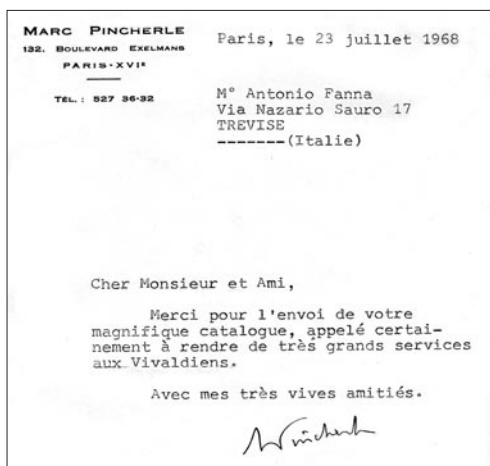 MARC PINCHERLE
132, BOULEVARD EXELMANS
PARIS-XVIᵉ
TÉL. : 527 36-32
Paris, le 23 juillet 1968
M° Antonio Fanna
Via Nazario Sauro 17
TREVISE
-------(Italie)
Cher Monsieur et Ami,
Merci pour l'envoi de votre
magnifique catalogue, appelé certai-
nement à rendre de très grands services
aux Vivaldiens.
Avec mes très vives amitiés.
MPincherle